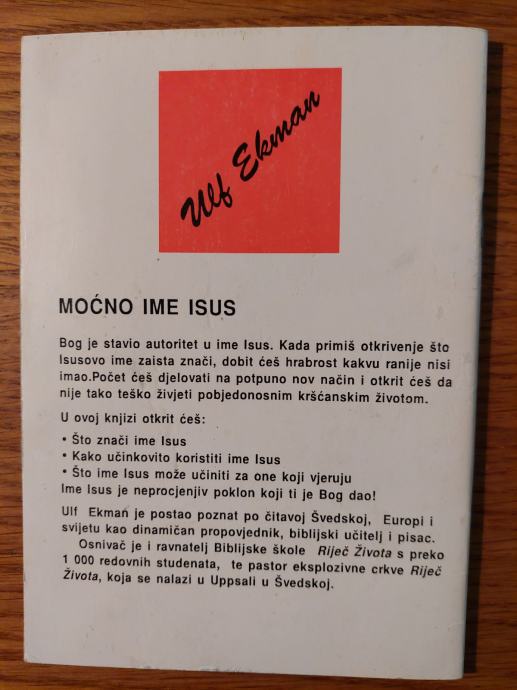 Ulf Ekman
MOĆNO IME ISUS
Bog je stavio autoritet u ime Isus. Kada primiš otkrivenje što
Isusovo ime zaista znači, dobit ćeš hrabrost kakvu ranije nisi
imao.Počet ćeš djelovati na potpuno nov način i otkrit ćeš da
nije tako teško živjeti pobjedonosnim kršćanskim životom.
U ovoj knjizi otkrit ćeš:
• Što znači ime Isus
• Kako učinkovito koristiti ime Isus
• Što ime Isus može učiniti za one koji vjeruju
Ime Isus je neprocjenjiv poklon koji ti je Bog dao!
Ulf Ekman je postao poznat po čitavoj Švedskoj, Europi i
svijetu kao dinamičan propovjednik, biblijski učitelj i pisac.
Osnivač je i ravnatelj Biblijske škole Riječ Života s preko
1 000 redovnih studenata, te pastor eksplozivne crkve Riječ
Života, koja se nalazi u Uppsali u Švedskoj.